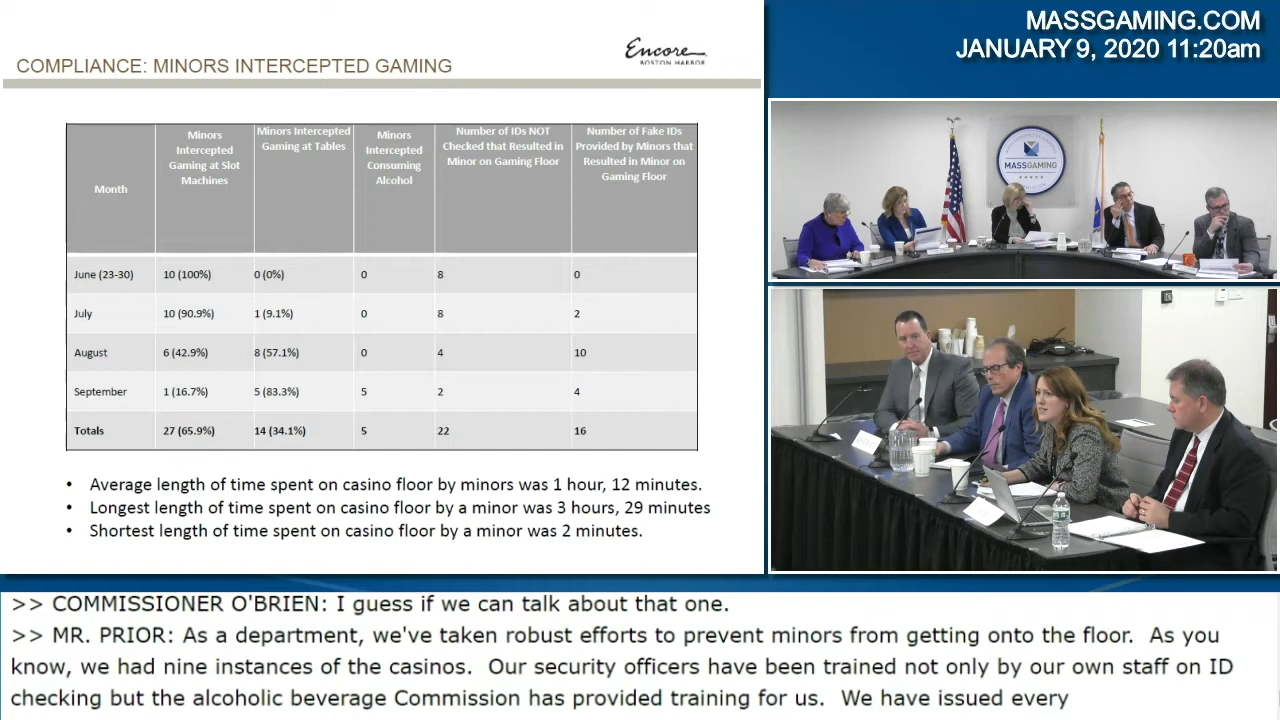 MASSGAMING.COM
JANUARY 9, 2020 11:20am
Encore
BOSTON HARBOR
COMPLIANCE: MINORS INTERCEPTED GAMING
Month | Minors Intercepted Gaming at Slot Machines | Minors Intercepted Gaming at Tables | Minors Intercepted Consuming Alcohol | Number of IDs NOT Checked that Resulted in Minor on Gaming Floor | Number of Fake IDs Provided by Minors that Resulted in Minor on Gaming Floor
June (23-30) | 10 (100%) | 0 (0%) | 0 | 8 | 0
July | 10 (90.9%) | 1 (9.1%) | 0 | 8 | 2
August | 6 (42.9%) | 8 (57.1%) | 0 | 4 | 10
September | 1 (16.7%) | 5 (83.3%) | 5 | 2 | 4
Totals | 27 (65.9%) | 14 (34.1%) | 5 | 22 | 16
• Average length of time spent on casino floor by minors was 1 hour, 12 minutes.
• Longest length of time spent on casino floor by a minor was 3 hours, 29 minutes
• Shortest length of time spent on casino floor by a minor was 2 minutes.
MASSGAMING
>> COMMISSIONER O'BRIEN: I guess if we can talk about that one.
>> MR. PRIOR: As a department, we've taken robust efforts to prevent minors from getting onto the floor. As you
know, we had nine instances of the casinos. Our security officers have been trained not only by our own staff on ID
checking but the alcoholic beverage Commission has provided training for us. We have issued every